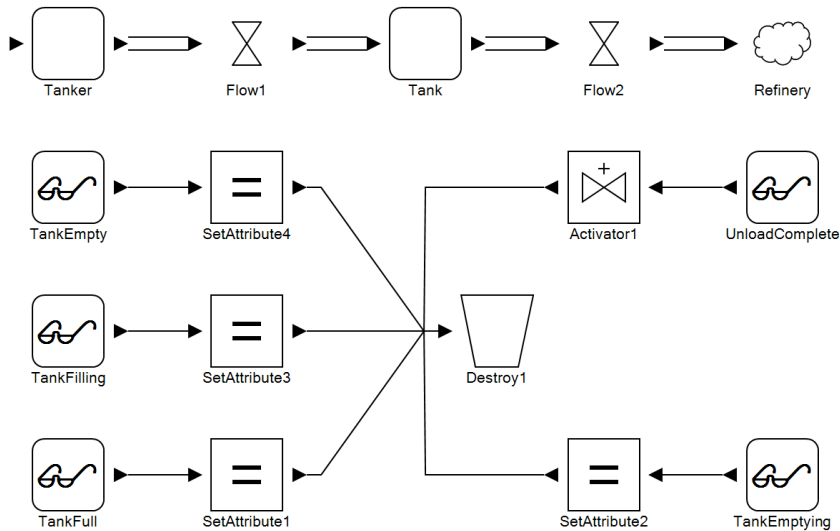 Tanker
Flow1
Tank
Flow2
Refinery
TankEmpty
SetAttribute4
Activator1
UnloadComplete
TankFilling
SetAttribute3
Destroy1
TankFull
SetAttribute1
SetAttribute2
TankEmptying